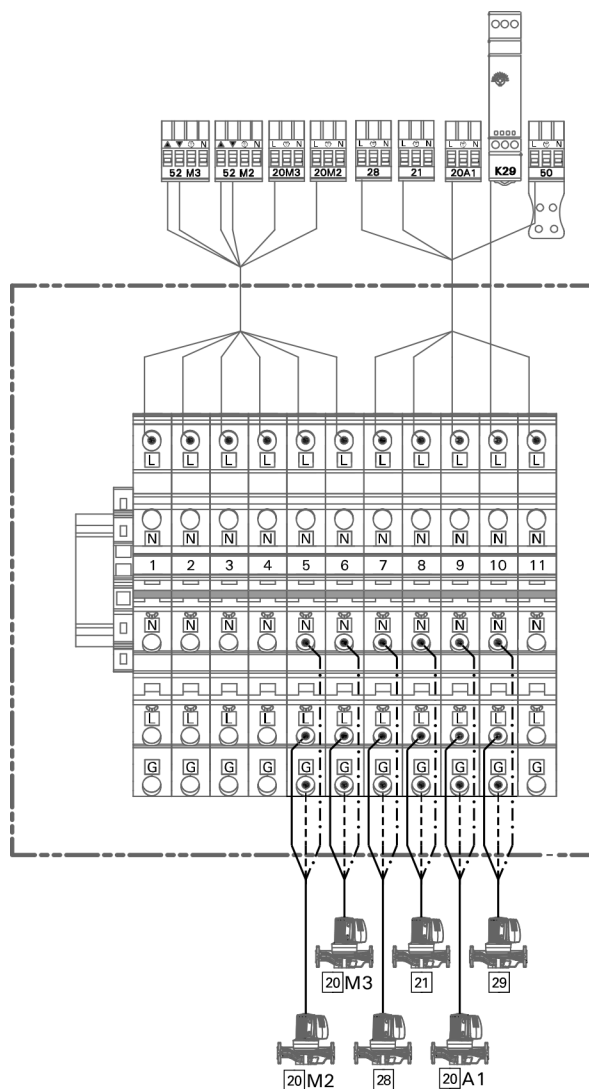 ▲ ▼ ⏚ N ▲ ▼ ⏚ N L ⏚ N L ⏚ N L ⏚ N L ⏚ N L ⏚ N L ⏚ N
52 M3 52 M2 20M3 20M2 28 21 20A1 K29 50
L L L L L L L L L L L
N N N N N N N N N N N
1 2 3 4 5 6 7 8 9 10 11
N N N N N N N N N N N
L L L L L L L L L L L
G G G G G G G G G G G
20 M3 21 29
20 M2 28 20 A1